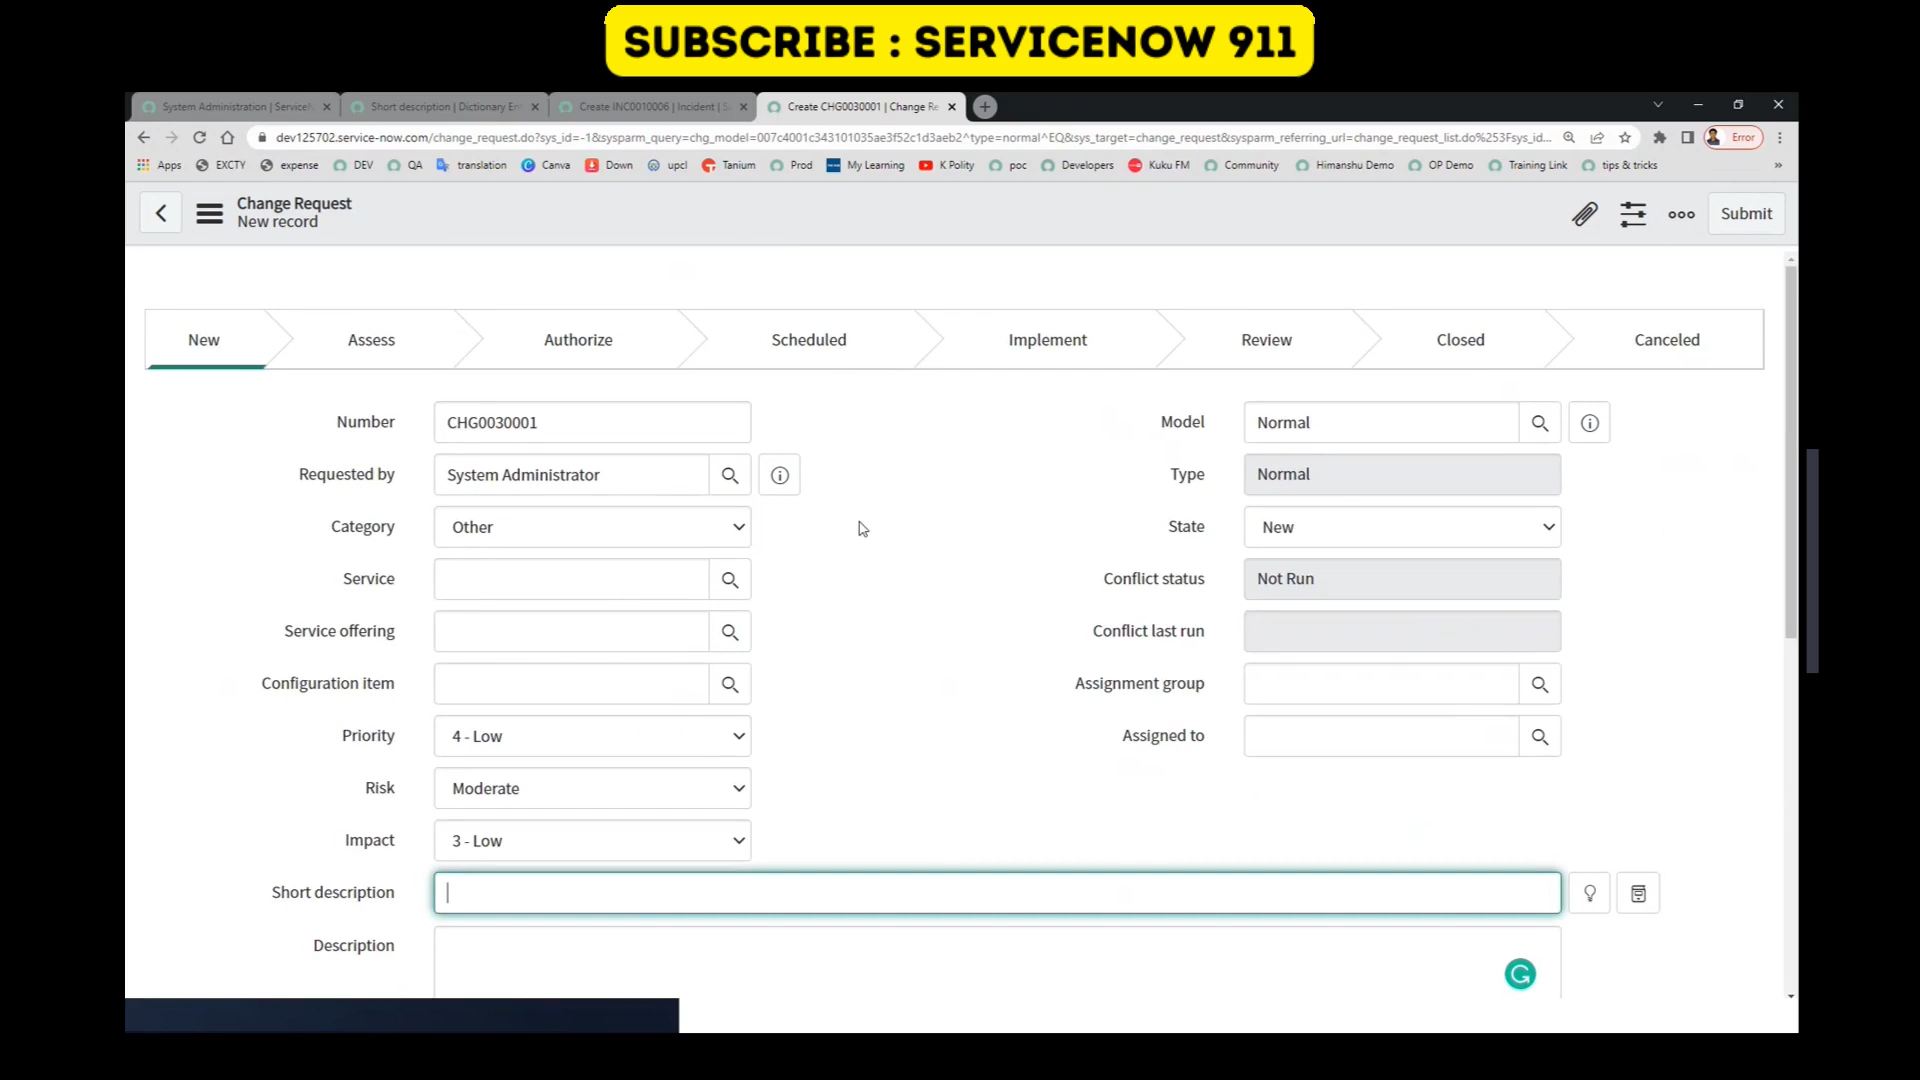 SUBSCRIBE : SERVICENOW 911
System Administration | ServiceN
Short description | Dictionary En
Create INC0010006 | Incident | S
Create CHG0030001 | Change Re
dev125702.service-now.com/change_request.do?sys_id=-1&sysparm_query=chg_model=007c4001c343101035ae3f52c1d3aeb2^type=normal^EQ&sys_target=change_request&sysparm_referring_url=change_request_list.do%253Fsys_id...
Error
Apps
EXCTY
expense
DEV
QA
translation
Canva
Down
upcl
Tanium
Prod
My Learning
K Polity
poc
Developers
Kuku FM
Community
Himanshu Demo
OP Demo
Training Link
tips & tricks
»
Change Request
New record
Submit
New
Assess
Authorize
Scheduled
Implement
Review
Closed
Canceled
Number
CHG0030001
Model
Normal
Requested by
System Administrator
Type
Normal
Category
Other
State
New
Service
Conflict status
Not Run
Service offering
Conflict last run
Configuration item
Assignment group
Priority
4 - Low
Assigned to
Risk
Moderate
Impact
3 - Low
Short description
Description